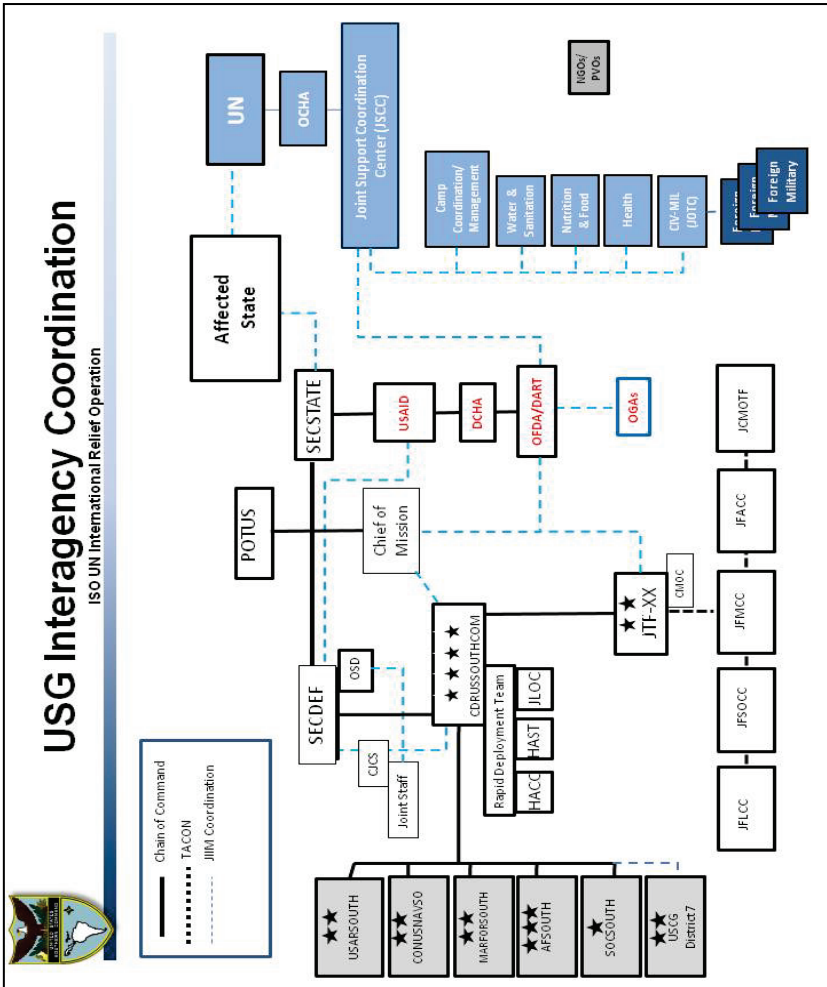 USG Interagency Coordination
ISO UN International Relief Operation
UNITED STATES
SOUTHERN COMMAND
Chain of Command
TACON
JIIM Coordination
POTUS
SECDEF
SECSTATE
Affected
State
UN
OCHA
Joint Support Coordination
Center (JSCC)
OSD
CJCS
Joint Staff
Chief of
Mission
USAID
DCHA
OFDA/DART
OGAs
CDRUSSOUTHCOM
Rapid Deployment Team
HACC
HAST
JLOC
USARSOUTH
CONUSNAVSO
MARFORSOUTH
AFSOUTH
SOCSOUTH
USCG
District 7
JTF-XX
CMOC
JFLCC
JFSOCC
JFMCC
JFACC
JCMOTF
Camp
Coordination/
Management
Water &
Sanitation
Nutrition
& Food
Health
CIV-MIL
(JOTC)
Foreign
Military
NGOs/
PVOs